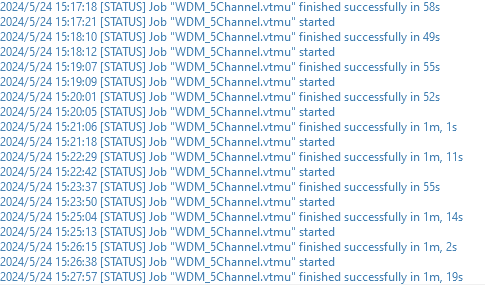 2024/5/24 15:17:18 [STATUS] Job "WDM_5Channel.vtmu" finished successfully in 58s
2024/5/24 15:17:21 [STATUS] Job "WDM_5Channel.vtmu" started
2024/5/24 15:18:10 [STATUS] Job "WDM_5Channel.vtmu" finished successfully in 49s
2024/5/24 15:18:12 [STATUS] Job "WDM_5Channel.vtmu" started
2024/5/24 15:19:07 [STATUS] Job "WDM_5Channel.vtmu" finished successfully in 55s
2024/5/24 15:19:09 [STATUS] Job "WDM_5Channel.vtmu" started
2024/5/24 15:20:01 [STATUS] Job "WDM_5Channel.vtmu" finished successfully in 52s
2024/5/24 15:20:05 [STATUS] Job "WDM_5Channel.vtmu" started
2024/5/24 15:21:06 [STATUS] Job "WDM_5Channel.vtmu" finished successfully in 1m, 1s
2024/5/24 15:21:18 [STATUS] Job "WDM_5Channel.vtmu" started
2024/5/24 15:22:29 [STATUS] Job "WDM_5Channel.vtmu" finished successfully in 1m, 11s
2024/5/24 15:22:42 [STATUS] Job "WDM_5Channel.vtmu" started
2024/5/24 15:23:37 [STATUS] Job "WDM_5Channel.vtmu" finished successfully in 55s
2024/5/24 15:23:50 [STATUS] Job "WDM_5Channel.vtmu" started
2024/5/24 15:25:04 [STATUS] Job "WDM_5Channel.vtmu" finished successfully in 1m, 14s
2024/5/24 15:25:13 [STATUS] Job "WDM_5Channel.vtmu" started
2024/5/24 15:26:15 [STATUS] Job "WDM_5Channel.vtmu" finished successfully in 1m, 2s
2024/5/24 15:26:38 [STATUS] Job "WDM_5Channel.vtmu" started
2024/5/24 15:27:57 [STATUS] Job "WDM_5Channel.vtmu" finished successfully in 1m, 19s